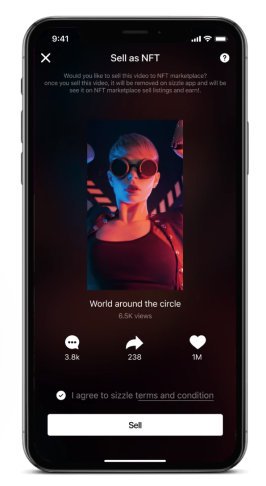 9:41
Sell as NFT
?
Would you like to sell this video to NFT marketplace?
once you sell this video, it will be removed on sizzle app and will be
see it on NFT marketplace sell listings and earn!.
World around the circle
6.5K views
3.8k 238 1M
I agree to sizzle terms and condition
Sell